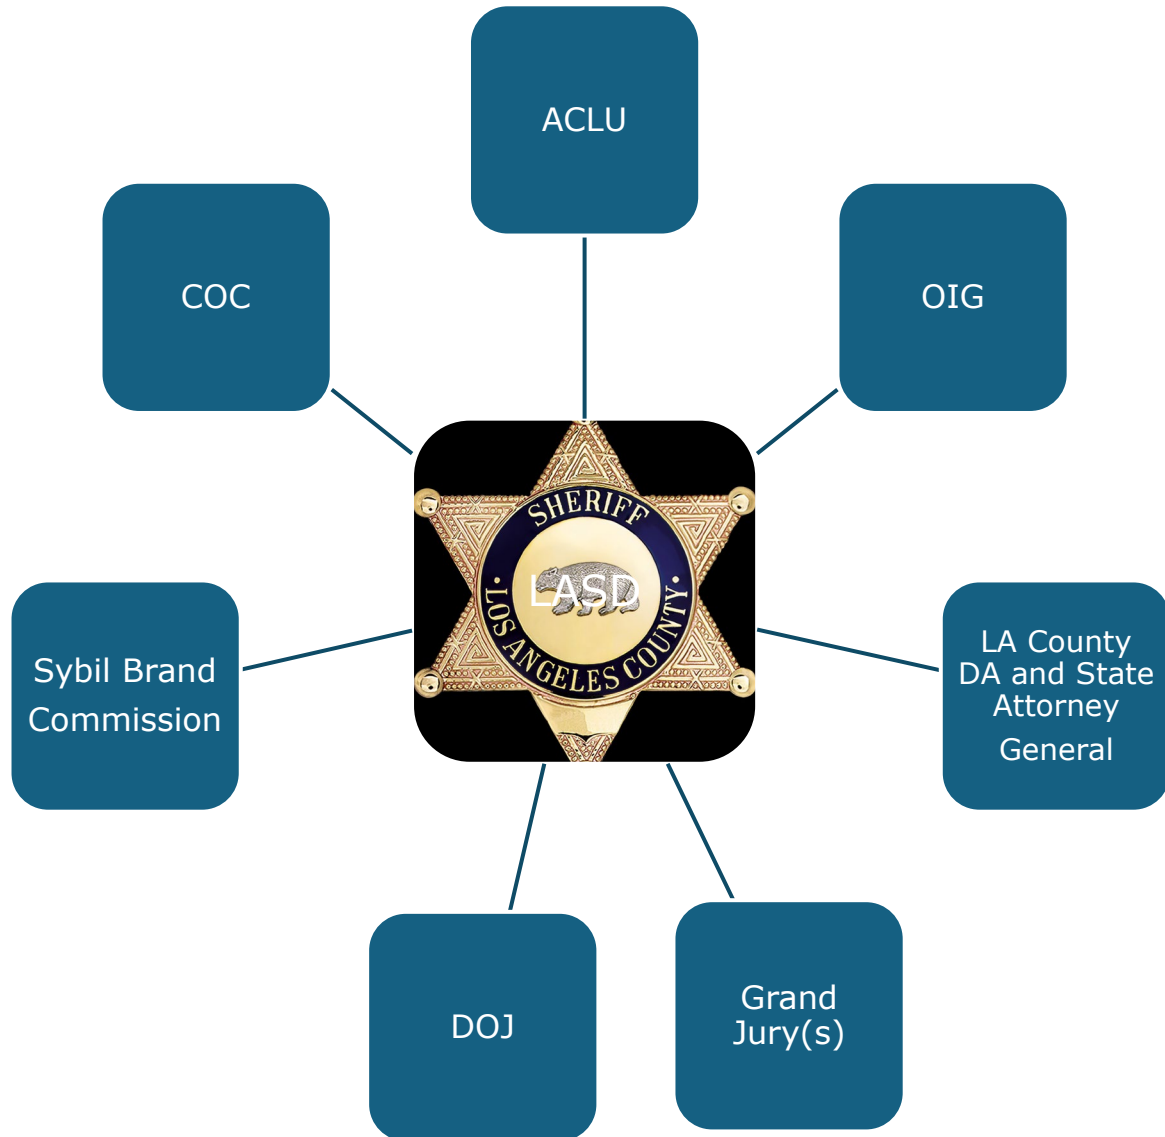 ACLU
COC
OIG
SHERIFF
LASD
LOS ANGELES COUNTY
Sybil Brand
Commission
LA County
DA and State
Attorney
General
DOJ
Grand
Jury(s)